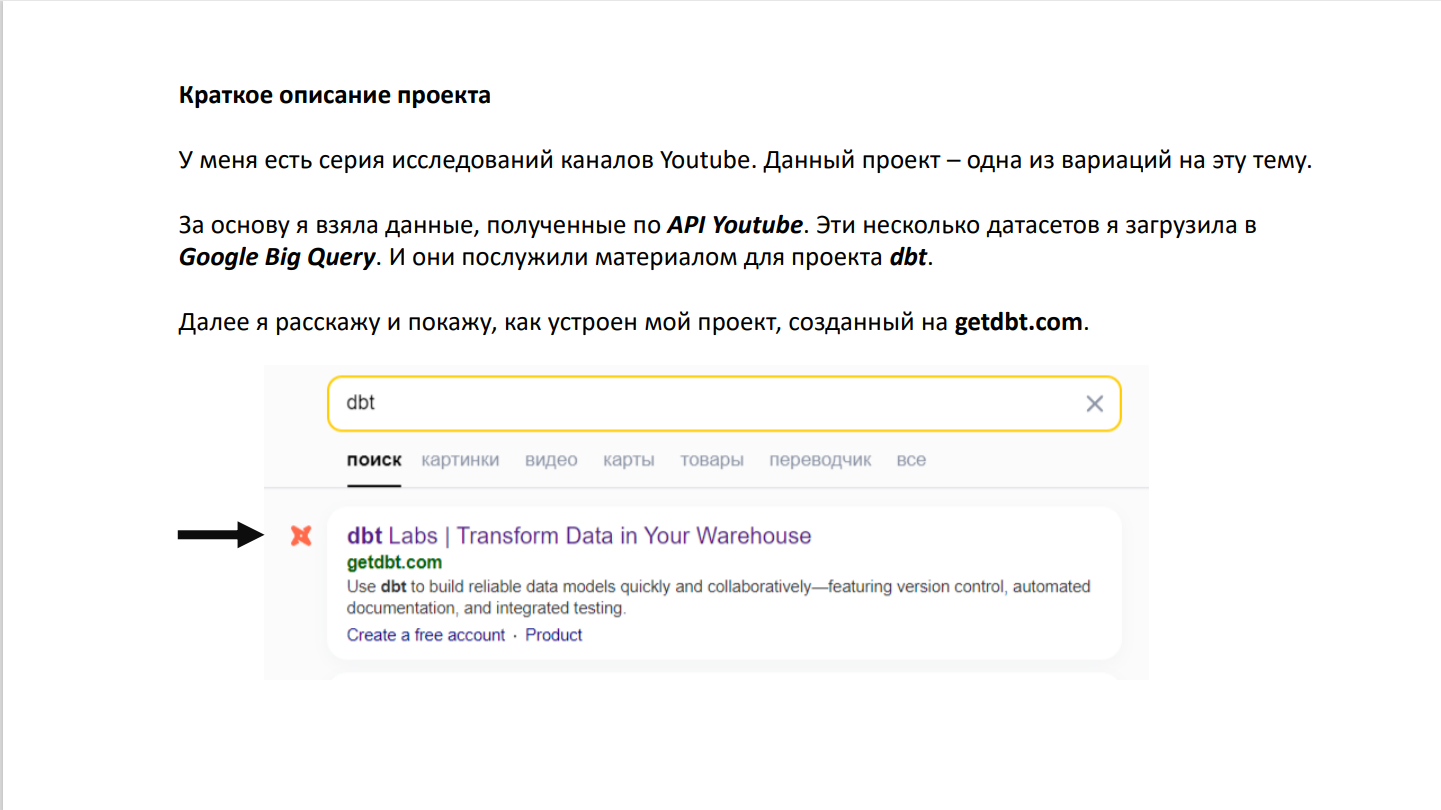 Краткое описание проекта
У меня есть серия исследований каналов Youtube. Данный проект – одна из вариаций на эту тему.
За основу я взяла данные, полученные по API Youtube. Эти несколько датасетов я загрузила в
Google Big Query. И они послужили материалом для проекта dbt.
Далее я расскажу и покажу, как устроен мой проект, созданный на getdbt.com.
dbt
поиск картинки видео карты товары переводчик все
dbt Labs | Transform Data in Your Warehouse
getdbt.com
Use dbt to build reliable data models quickly and collaboratively—featuring version control, automated
documentation, and integrated testing.
Create a free account · Product